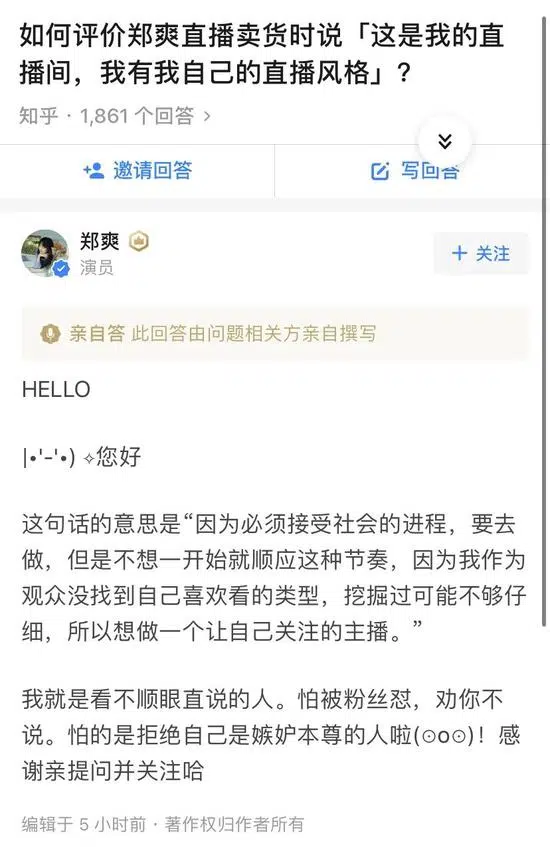 如何评价郑爽直播卖货时说「这是我的直
播间，我有我自己的直播风格」?
知乎 · 1,861 个回答 >
邀请回答
写回答
郑爽
演员
+ 关注
亲自答 此回答由问题相关方亲自撰写
HELLO
|•'-'•) ✧您好
这句话的意思是“因为必须接受社会的进程，要去
做，但是不想一开始就顺应这种节奏，因为我作为
观众没找到自己喜欢看的类型，挖掘过可能不够仔
细，所以想做一个让自己关注的主播。”
我就是看不顺眼直说的人。怕被粉丝怼，劝你不
说。怕的是拒绝自己是嫉妒本尊的人啦(⊙o⊙)！感
谢亲提问并关注哈
编辑于 5 小时前 · 著作权归作者所有